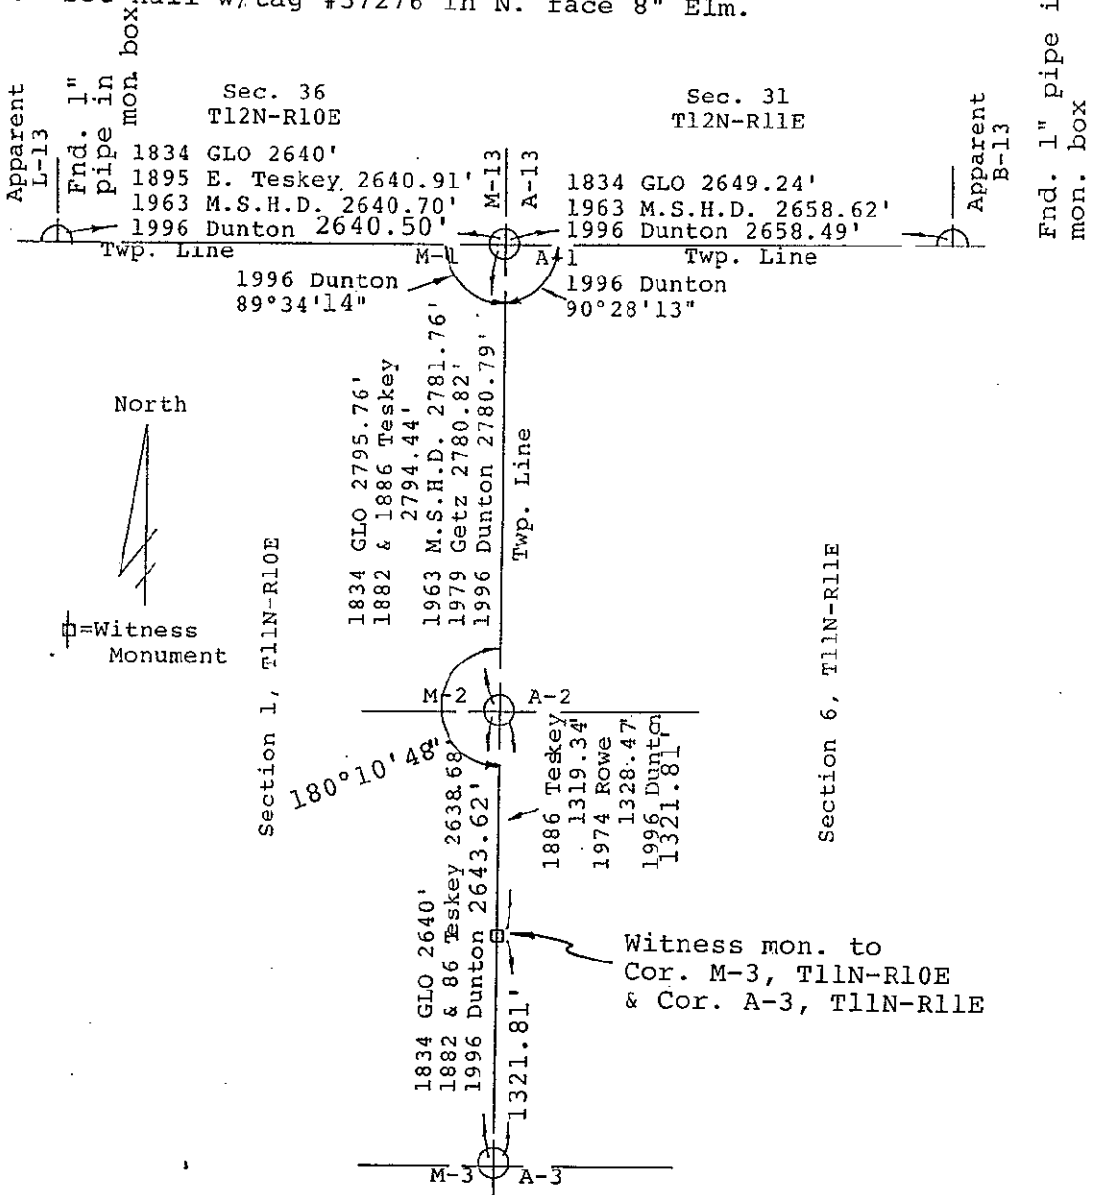 Set nail w/tag #37276 in N. face 8" Elm.
Apparent
L-13
Fnd. 1"
pipe in
mon. box
Sec. 36
T12N-R10E
1834 GLO 2640'
1895 E. Teskey 2640.91'
1963 M.S.H.D. 2640.70'
1996 Dunton 2640.50'
Twp. Line
M-13
A-13
Sec. 31
T12N-R11E
1834 GLO 2649.24'
1963 M.S.H.D. 2658.62'
1996 Dunton 2658.49'
Twp. Line
Apparent
B-13
Fnd. 1" pipe i
mon. box
M-1
A-1
1996 Dunton
89°34'14"
1996 Dunton
90°28'13"
North
=Witness
Monument
Section 1, T11N-R10E
1834 GLO 2795.76'
1882 & 1886 Teskey
2794.44'
1963 M.S.H.D. 2781.76'
1979 Getz 2780.82'
1996 Dunton 2780.79'
Twp. Line
Section 6, T11N-R11E
M-2
A-2
180°10'48"
1886 Teskey
1319.34'
1974 Rowe
1328.47'
1996 Dunton
1321.81'
1834 GLO 2640'
1882 & 86 Teskey 2638.68'
1996 Dunton 2643.62'
1321.81'
Witness mon. to
Cor. M-3, T11N-R10E
& Cor. A-3, T11N-R11E
M-3
A-3